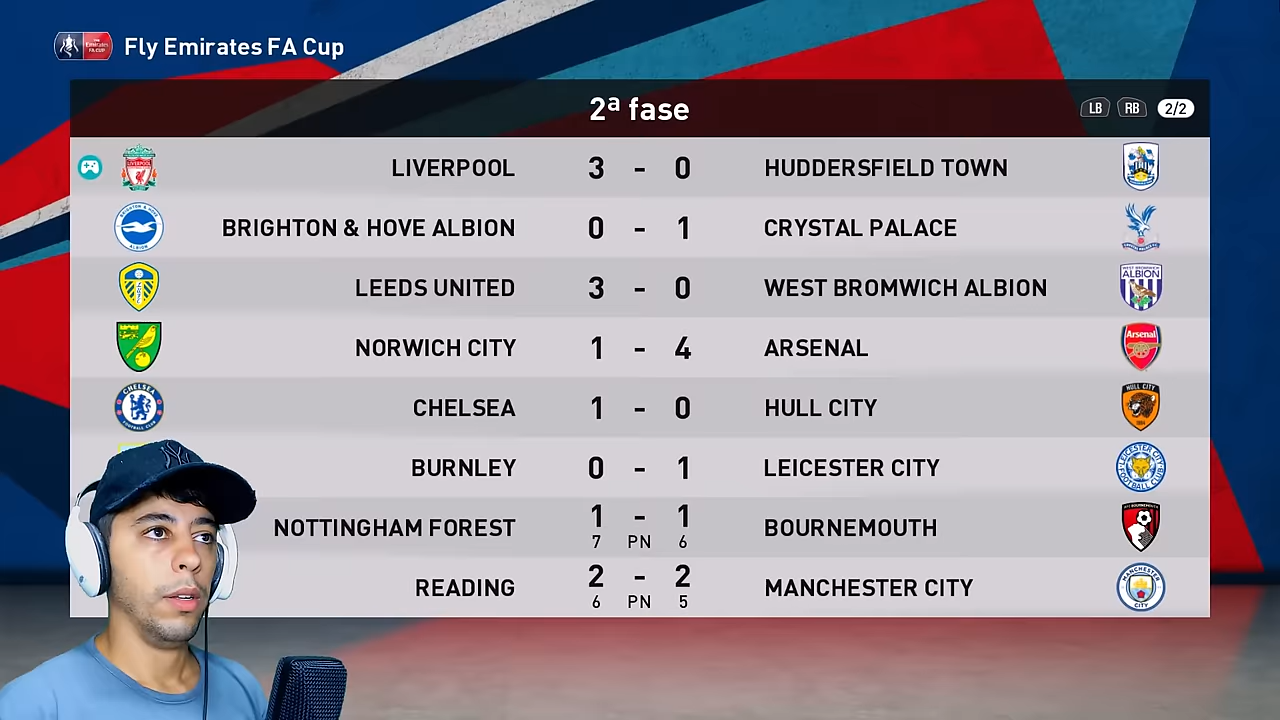 Fly Emirates FA Cup
2ª fase
LB RB 2/2
LIVERPOOL 3 - 0 HUDDERSFIELD TOWN
BRIGHTON & HOVE ALBION 0 - 1 CRYSTAL PALACE
LEEDS UNITED 3 - 0 WEST BROMWICH ALBION
NORWICH CITY 1 - 4 ARSENAL
CHELSEA 1 - 0 HULL CITY
BURNLEY 0 - 1 LEICESTER CITY
NOTTINGHAM FOREST 1 - 1 BOURNEMOUTH
7 PN 6
READING 2 - 2 MANCHESTER CITY
6 PN 5